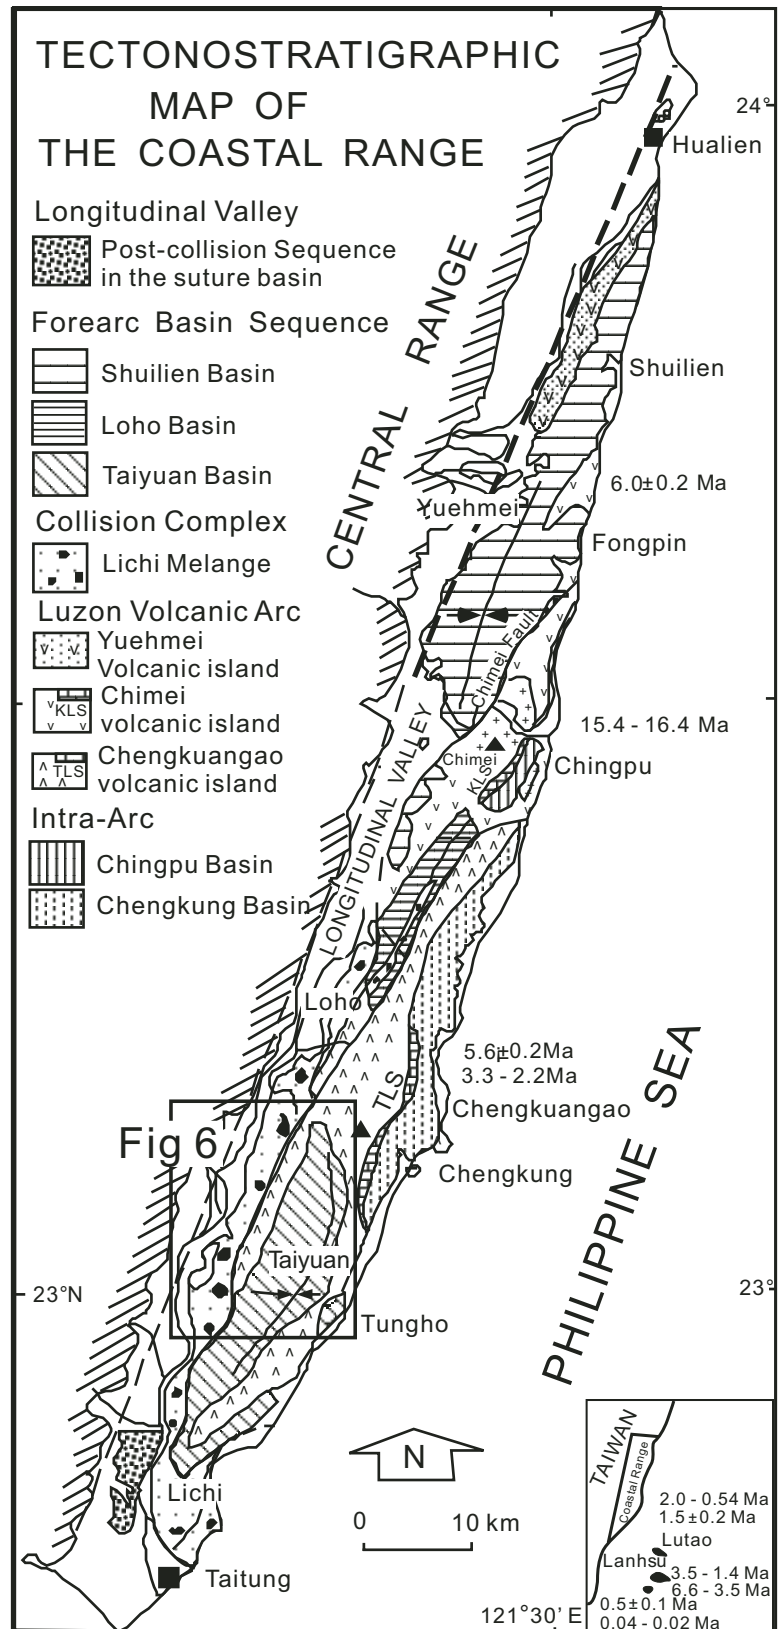 TECTONOSTRATIGRAPHIC
MAP OF
THE COASTAL RANGE
Longitudinal Valley
Post-collision Sequence
in the suture basin
Forearc Basin Sequence
Shuilien Basin
Loho Basin
Taiyuan Basin
Collision Complex
Lichi Melange
Luzon Volcanic Arc
Yuehmei
Volcanic island
KLS
Chimei
volcanic island
TLS
Chengkuangao
volcanic island
Intra-Arc
Chingpu Basin
Chengkung Basin
24°
Hualien
CENTRAL RANGE
Shuilien
6.0±0.2 Ma
Yuehmei
Fongpin
Chimei Fault
15.4 - 16.4 Ma
Chimei
KLS
Chingpu
LONGITUDINAL VALLEY
Loho
5.6±0.2Ma
3.3 - 2.2Ma
TLS
Chengkuangao
Fig 6
Chengkung
PHILIPPINE SEA
Taiyuan
23°N
23°
Tungho
N
Lichi
0 10 km
Taitung
121°30' E
TAIWAN
Coastal Range
2.0 - 0.54 Ma
1.5±0.2 Ma
Lutao
Lanhsu
3.5 - 1.4 Ma
6.6 - 3.5 Ma
0.5±0.1 Ma
0.04 - 0.02 Ma